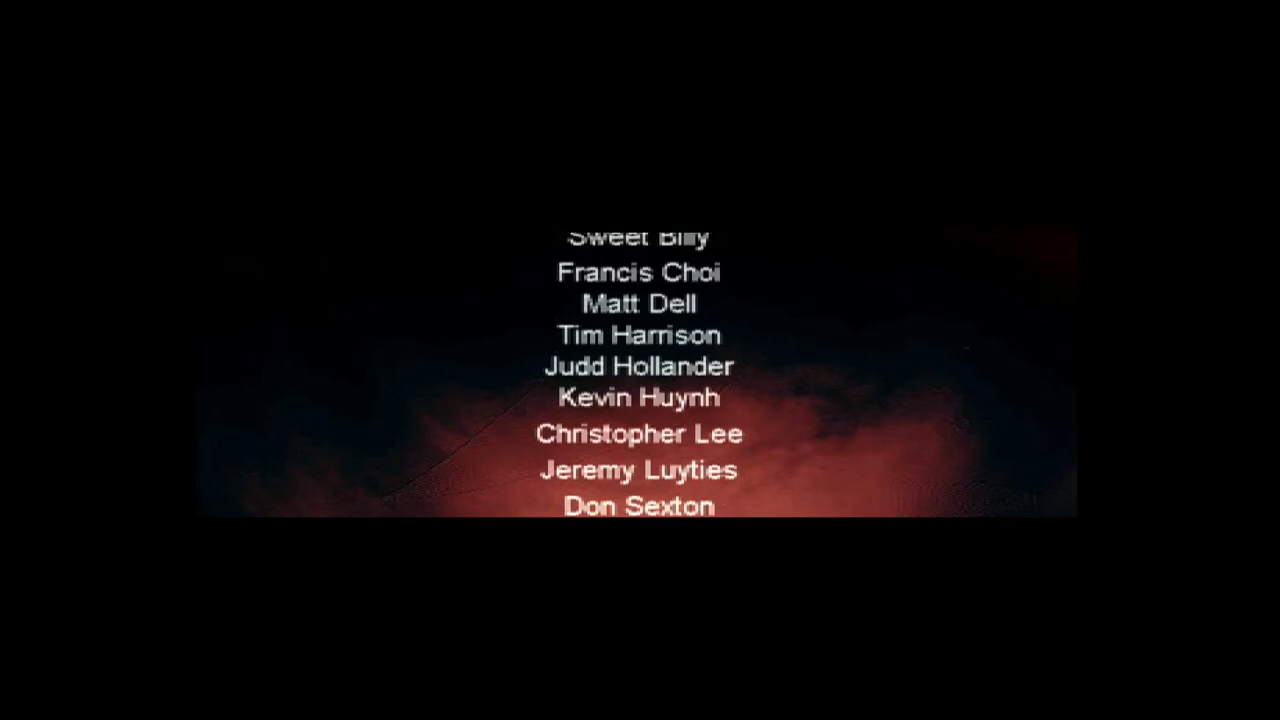 Sweet Billy
Francis Choi
Matt Dell
Tim Harrison
Judd Hollander
Kevin Huynh
Christopher Lee
Jeremy Luyties
Don Sexton